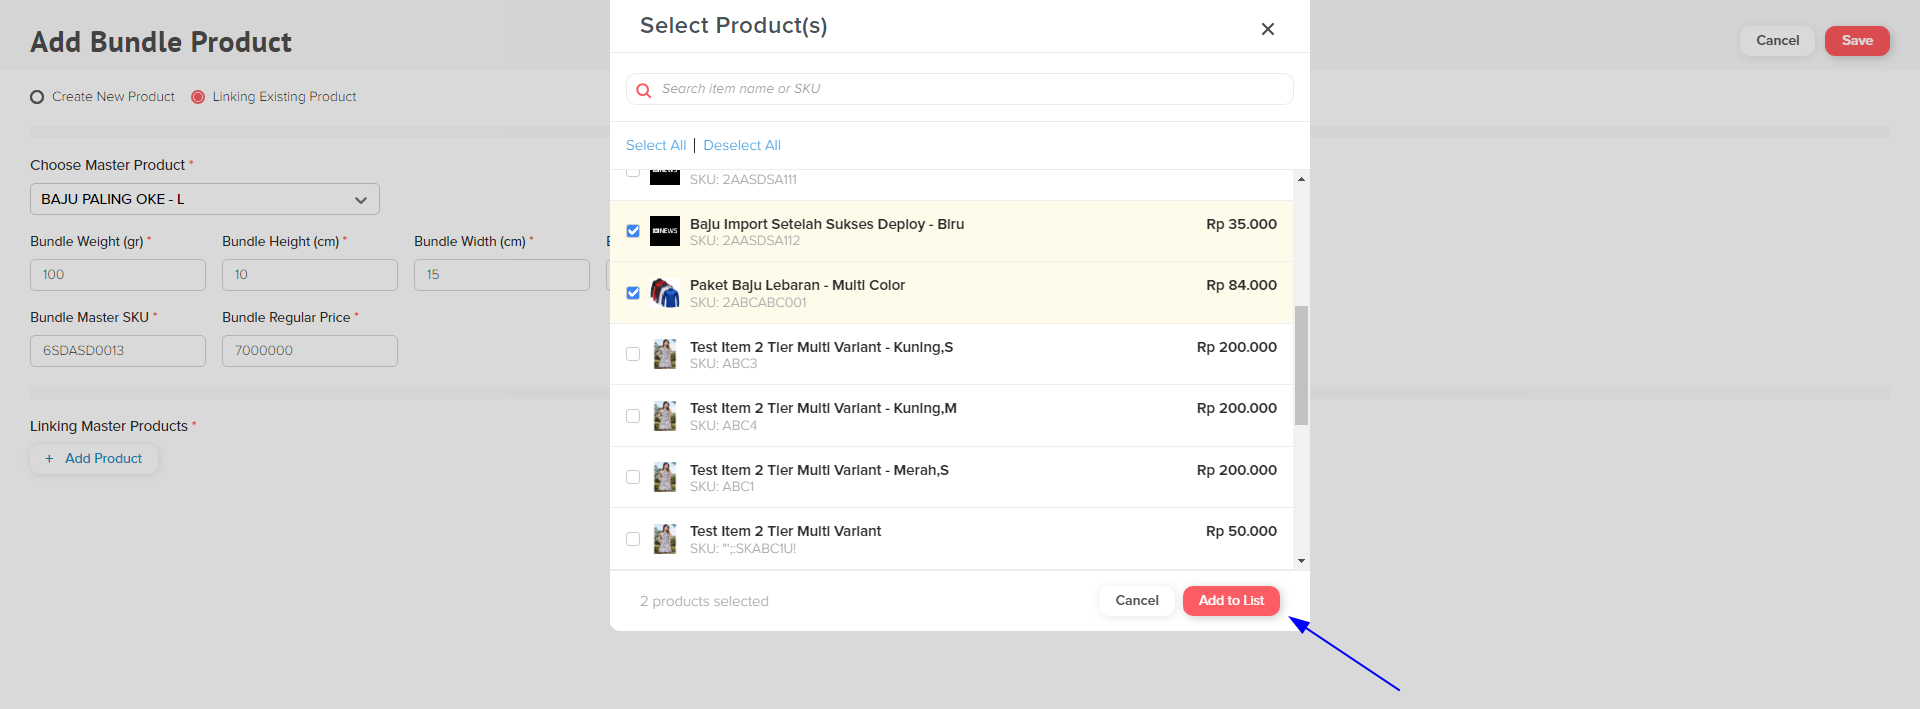 Add Bundle Product
Cancel
Save
Create New Product
Linking Existing Product
Choose Master Product *
BAJU PALING OKE - L
Bundle Weight (gr) *
Bundle Height (cm) *
Bundle Width (cm) *
100
10
15
Bundle Master SKU *
Bundle Regular Price *
6SDASD0013
7000000
Linking Master Products *
+ Add Product
Select Product(s)
Search item name or SKU
Select All | Deselect All
SKU: 2AASDSA111
NEWS
Baju Import Setelah Sukses Deploy - Biru
Rp 35.000
SKU: 2AASDSA112
Paket Baju Lebaran - Multi Color
Rp 84.000
SKU: 2ABCABC001
Test Item 2 Tier Multi Variant - Kuning,S
Rp 200.000
SKU: ABC3
Test Item 2 Tier Multi Variant - Kuning,M
Rp 200.000
SKU: ABC4
Test Item 2 Tier Multi Variant - Merah,S
Rp 200.000
SKU: ABC1
Test Item 2 Tier Multi Variant
Rp 50.000
SKU: "';:SKABC1U!
2 products selected
Cancel
Add to List